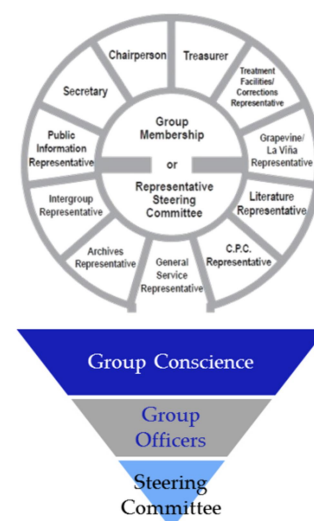 Chairperson
Treasurer
Secretary
Treatment
Facilities/
Corrections
Representative
Public
Information
Representative
Group
Membership
or
Representative
Steering
Committee
Grapevine/
La Viña
Representative
Intergroup
Representative
Literature
Representative
Archives
Representative
General
Service
Representative
C.P.C.
Representative
Group Conscience
Group
Officers
Steering
Committee